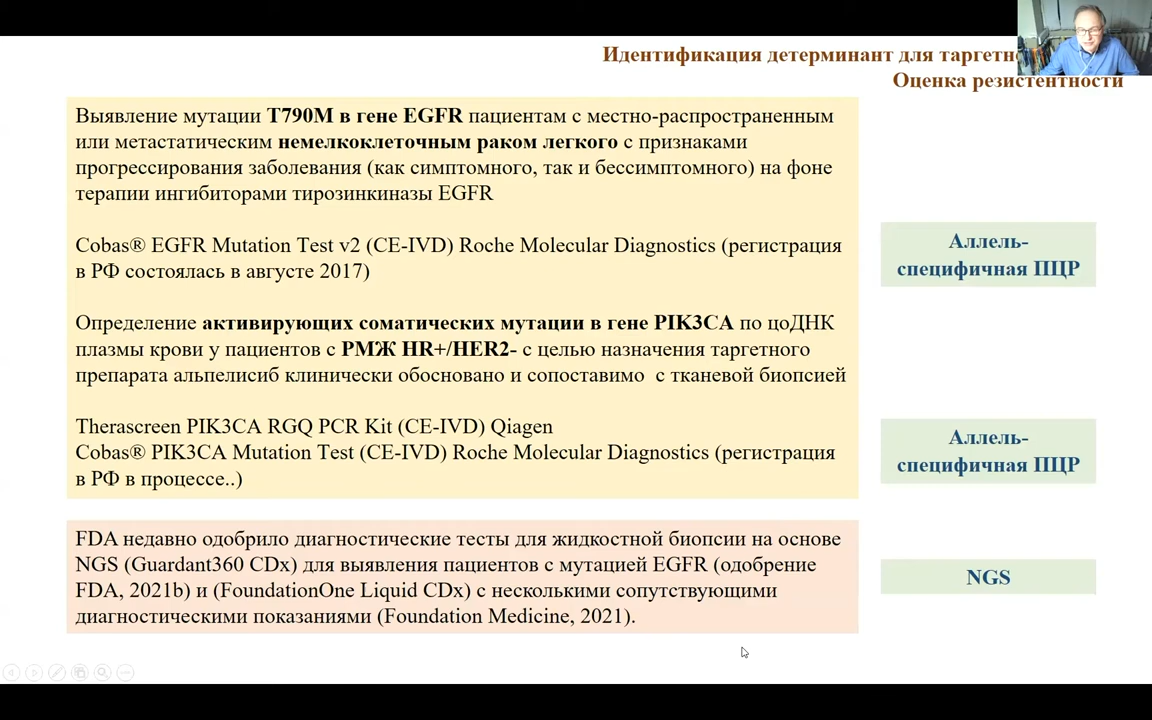 Идентификация детерминант для таргетн
Оценка резистентности
Выявление мутации T790M в гене EGFR пациентам с местно-распространенным
или метастатическим немелкоклеточным раком легкого с признаками
прогрессирования заболевания (как симптомного, так и бессимптомного) на фоне
терапии ингибиторами тирозинкиназы EGFR
Cobas® EGFR Mutation Test v2 (CE-IVD) Roche Molecular Diagnostics (регистрация
в РФ состоялась в августе 2017)
Аллель-
специфичная ПЦР
Определение активирующих соматических мутации в гене PIK3CA по цоДНК
плазмы крови у пациентов с РМЖ HR+/HER2- с целью назначения таргетного
препарата альпелисиб клинически обосновано и сопоставимо с тканевой биопсией
Therascreen PIK3CA RGQ PCR Kit (CE-IVD) Qiagen
Cobas® PIK3CA Mutation Test (CE-IVD) Roche Molecular Diagnostics (регистрация
в РФ в процессе..)
Аллель-
специфичная ПЦР
FDA недавно одобрило диагностические тесты для жидкостной биопсии на основе
NGS (Guardant360 CDx) для выявления пациентов с мутацией EGFR (одобрение
FDA, 2021b) и (FoundationOne Liquid CDx) с несколькими сопутствующими
диагностическими показаниями (Foundation Medicine, 2021).
NGS